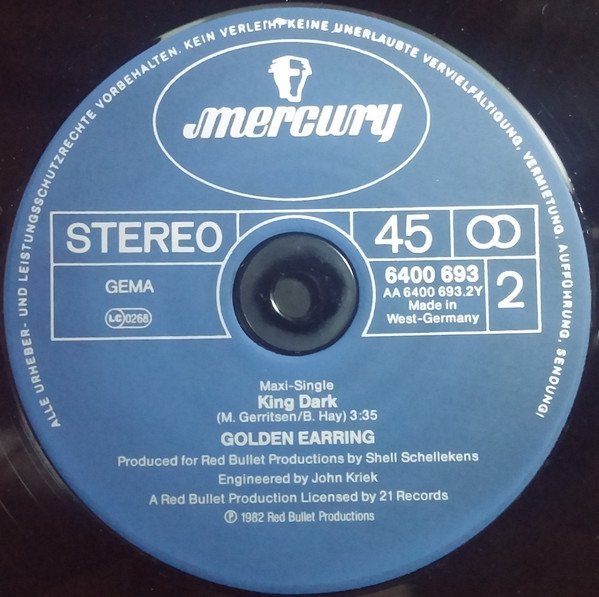 ALLE URHEBER- UND LEISTUNGSSCHUTZRECHTE VORBEHALTEN. KEIN VERLEIH! KEINE UNERLAUBTE VERVIELFÄLTIGUNG, VERMIETUNG, AUFFÜHRUNG, SENDUNG!
mercury
STEREO
45
GEMA
LC 0268
6400 693
AA 6400 693.2Y
Made in
West-Germany
2
Maxi-Single
King Dark
(M. Gerritsen/B. Hay) 3:35
GOLDEN EARRING
Produced for Red Bullet Productions by Shell Schellekens
Engineered by John Kriek
A Red Bullet Production Licensed by 21 Records
Ⓟ 1982 Red Bullet Productions